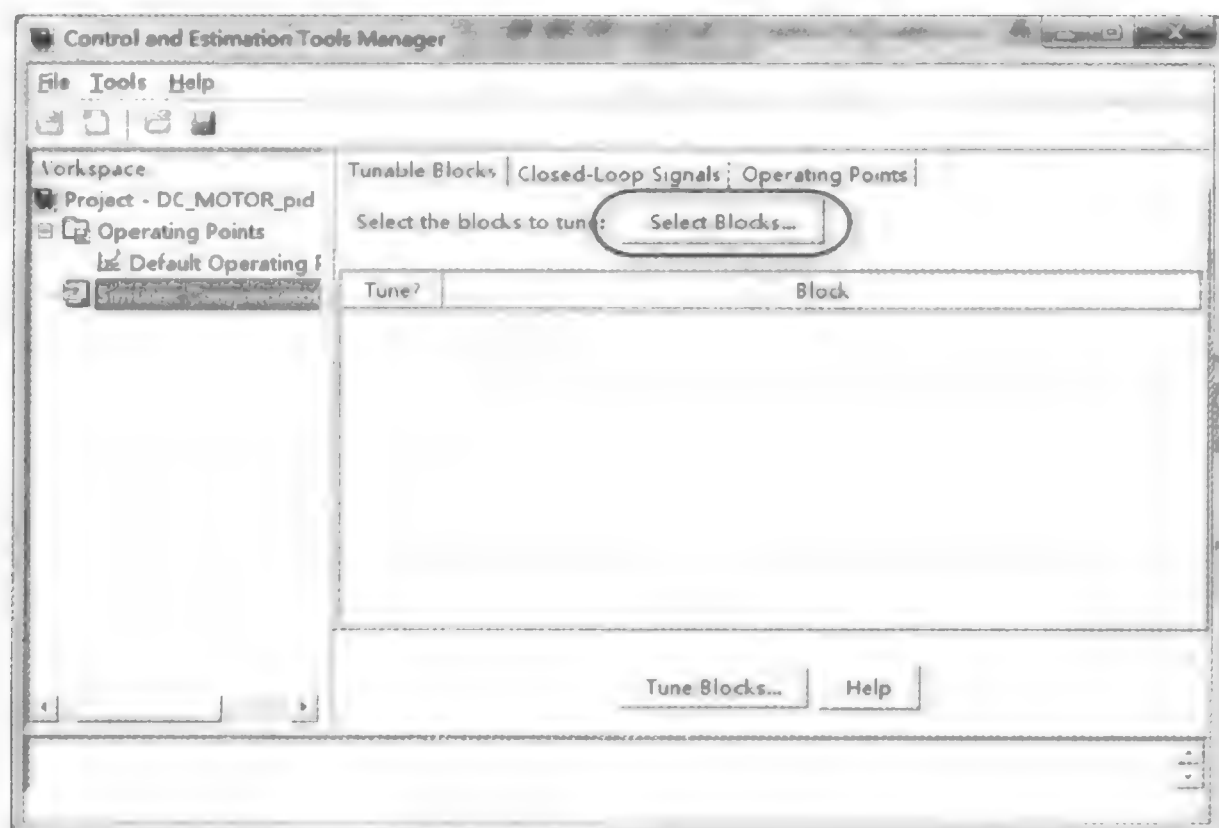 Control and Estimation Tools Manager
File Tools Help
Workspace
Project - DC_MOTOR_pid
Operating Points
Default Operating P
Tunable Blocks Closed-Loop Signals Operating Points
Select the blocks to tune: Select Blocks...
Tune? Block
Tune Blocks... Help